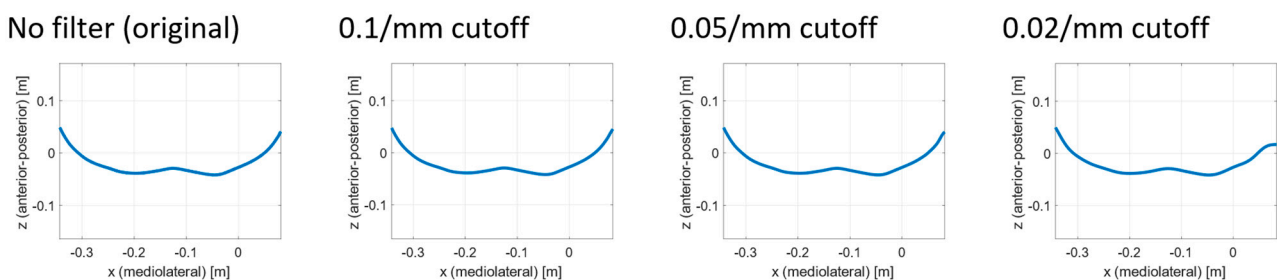 No filter (original)
0.1/mm cutoff
0.05/mm cutoff
0.02/mm cutoff
z (anterior-posterior) [m]
0.1
0
-0.1
-0.3
-0.2
-0.1
0
x (mediolateral) [m]
z (anterior-posterior) [m]
0.1
0
-0.1
-0.3
-0.2
-0.1
0
x (mediolateral) [m]
z (anterior-posterior) [m]
0.1
0
-0.1
-0.3
-0.2
-0.1
0
x (mediolateral) [m]
z (anterior-posterior) [m]
0.1
0
-0.1
-0.3
-0.2
-0.1
0
x (mediolateral) [m]